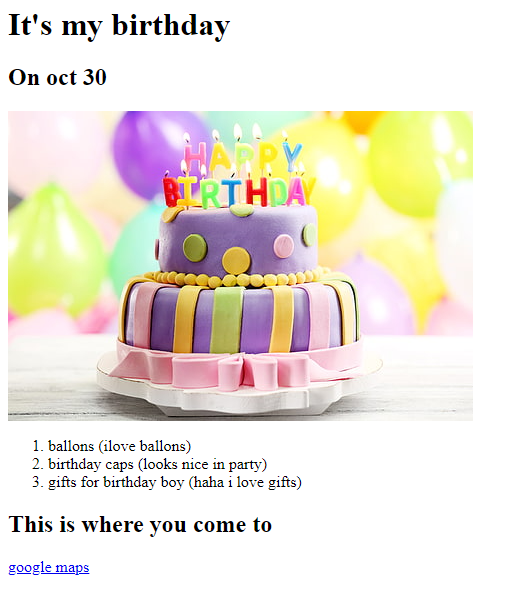 It's my birthday
On oct 30
HAPPY
BIRTHDAY
1. ballons (ilove ballons)
2. birthday caps (looks nice in party)
3. gifts for birthday boy (haha i love gifts)
This is where you come to
google maps